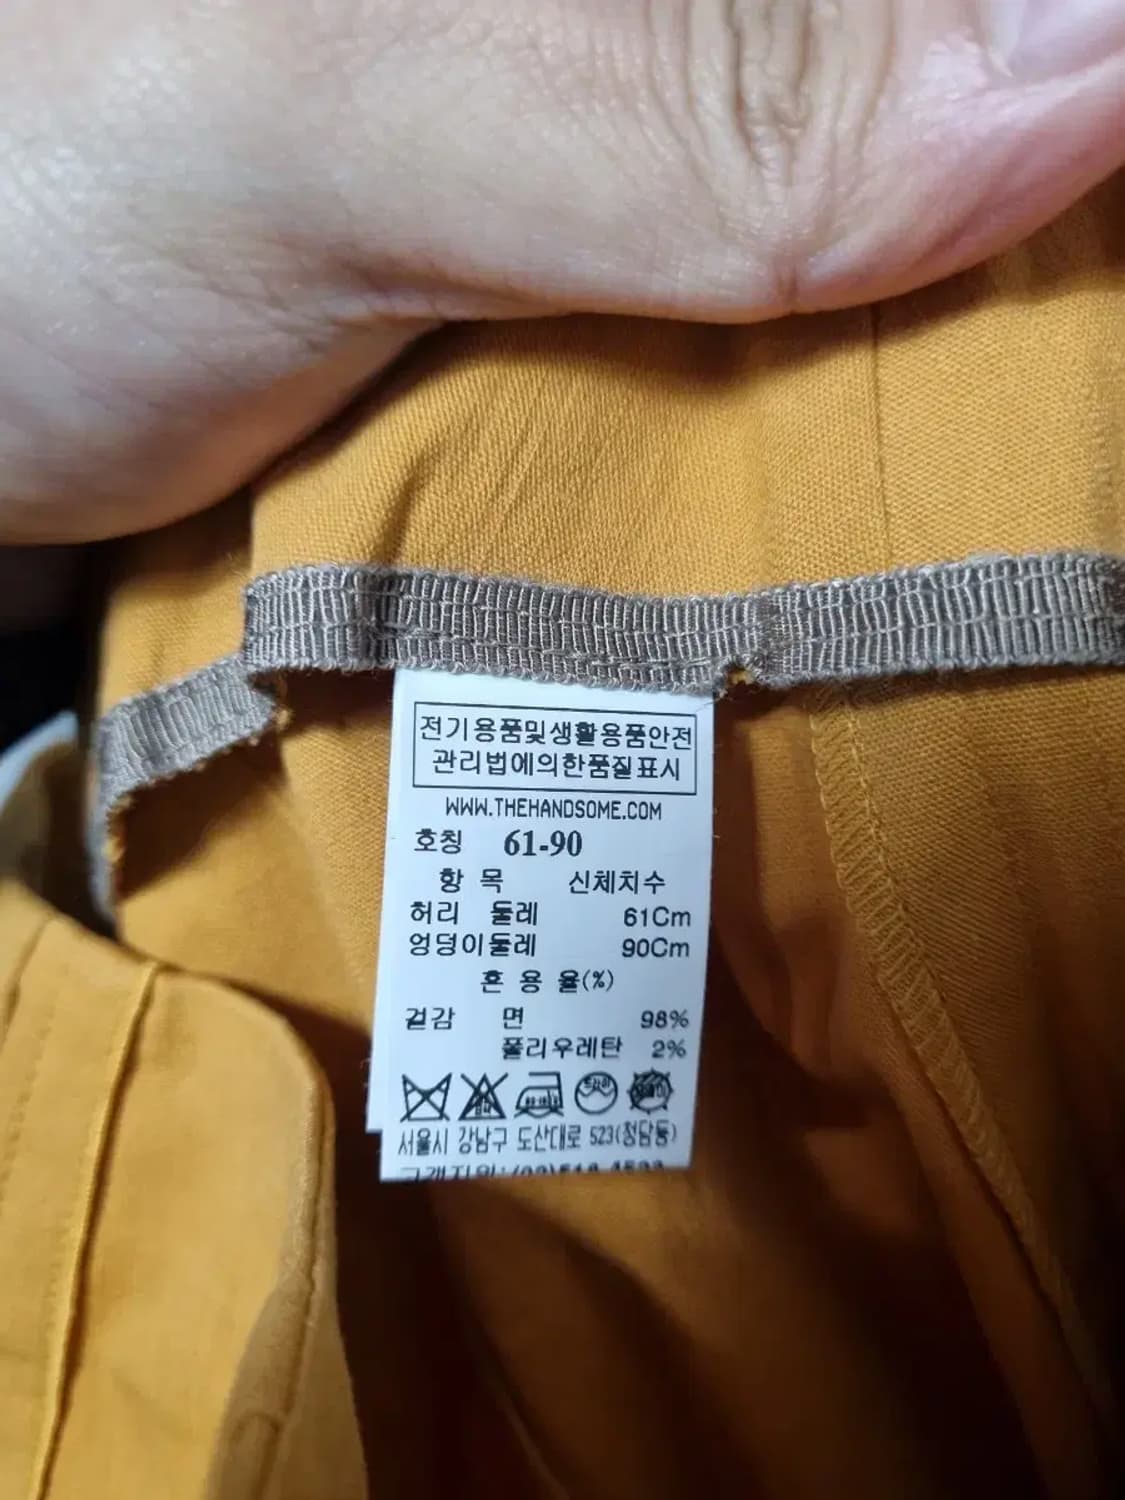 전기용품및생활용품안전
관리법에의한품질표시
WWW.THEHANDSOME.COM
호칭 61-90
항 목 신체치수
허리 둘레 61Cm
엉덩이둘레 90Cm
혼 용 율(%)
겉감 면 98%
폴리우레탄 2%
드라이
서울시 강남구 도산대로 523(청담동)